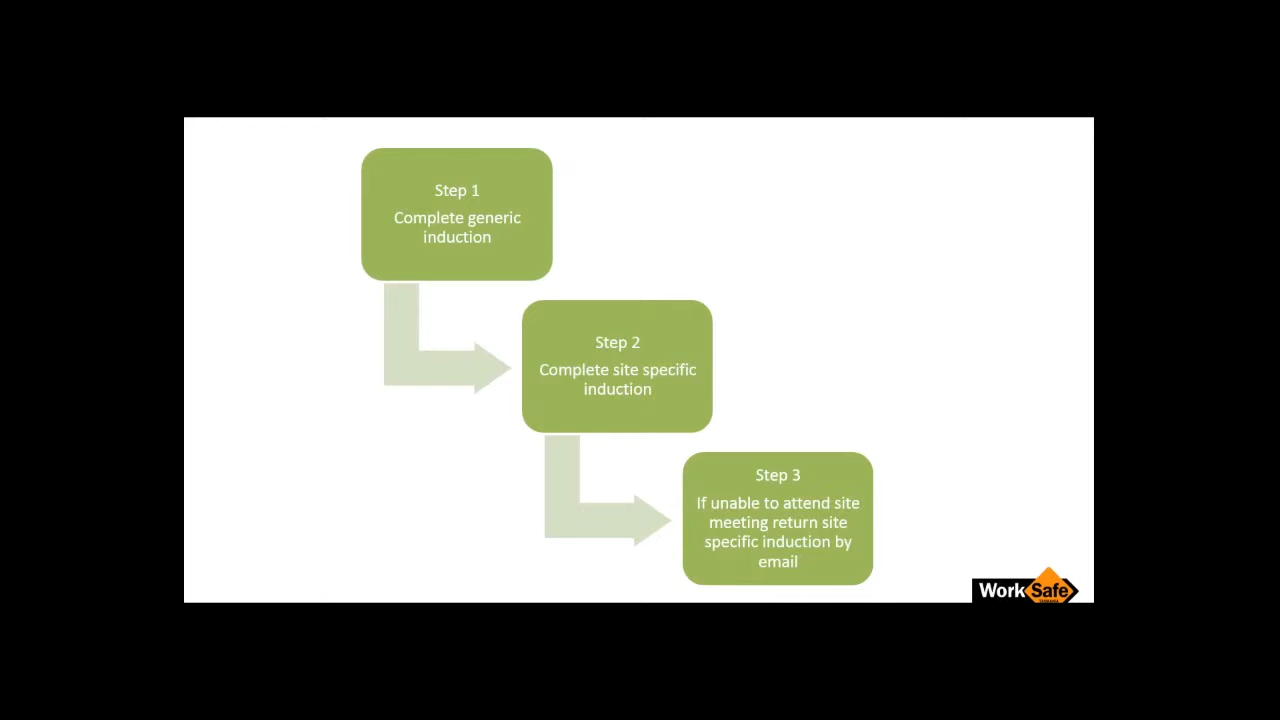 Step 1
Complete generic
induction
Step 2
Complete site specific
induction
Step 3
If unable to attend site
meeting return site
specific induction by
email
WorkSafe
TASMANIA